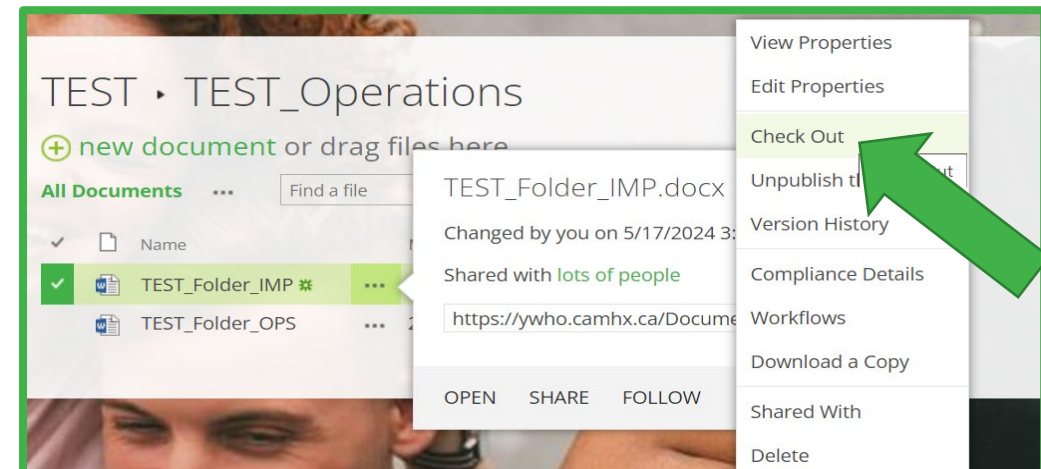 TEST ▸ TEST_Operations
new document or drag files here
All Documents ... Find a file
Name
TEST_Folder_IMP ...
TEST_Folder_OPS ...
TEST_Folder_IMP.docx
Changed by you on 5/17/2024 3:
Shared with lots of people
https://ywho.camhx.ca/Docume
OPEN SHARE FOLLOW
View Properties
Edit Properties
Check Out
Unpublish
Version History
Compliance Details
Workflows
Download a Copy
Shared With
Delete